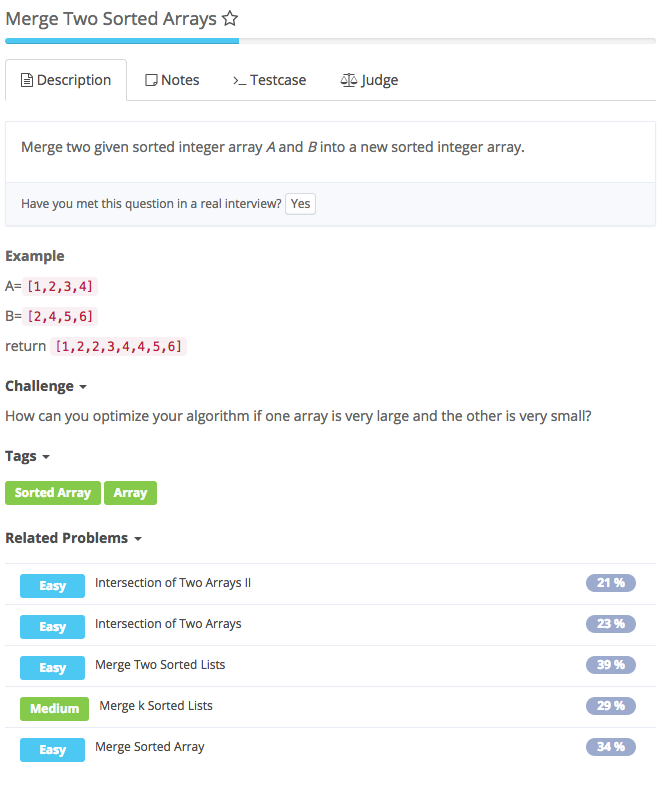 Merge Two Sorted Arrays
Description Notes Testcase Judge
Merge two given sorted integer array A and B into a new sorted integer array.
Have you met this question in a real interview? Yes
Example
A= [1,2,3,4]
B= [2,4,5,6]
return [1,2,2,3,4,4,5,6]
Challenge
How can you optimize your algorithm if one array is very large and the other is very small?
Tags
Sorted Array Array
Related Problems
Easy Intersection of Two Arrays II 21 %
Easy Intersection of Two Arrays 23 %
Easy Merge Two Sorted Lists 39 %
Medium Merge k Sorted Lists 29 %
Easy Merge Sorted Array 34 %